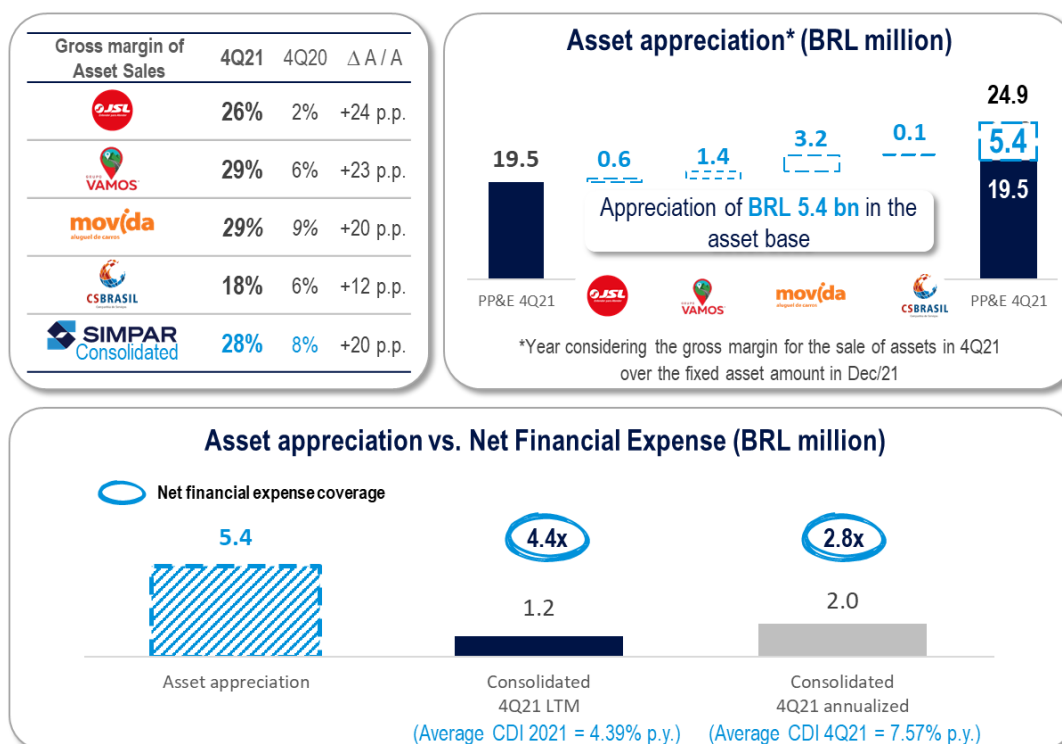 Gross margin of
Asset Sales
4Q21
4Q20
Δ A / A
JSL
26%
2%
+24 p.p.
GRUPO
VAMOS
29%
6%
+23 p.p.
movida
aluguel de carros
29%
9%
+20 p.p.
CSBRASIL
18%
6%
+12 p.p.
SIMPAR
Consolidated
28%
8%
+20 p.p.
Asset appreciation* (BRL million)
19.5
0.6
1.4
3.2
0.1
24.9
5.4
19.5
Appreciation of BRL 5.4 bn in the
asset base
PP&E 4Q21
JSL
VAMOS
movida
CSBRASIL
PP&E 4Q21
*Year considering the gross margin for the sale of assets in 4Q21
over the fixed asset amount in Dec/21
Asset appreciation vs. Net Financial Expense (BRL million)
Net financial expense coverage
5.4
4.4x
2.8x
1.2
2.0
Asset appreciation
Consolidated
4Q21 LTM
(Average CDI 2021 = 4.39% p.y.)
Consolidated
4Q21 annualized
(Average CDI 4Q21 = 7.57% p.y.)